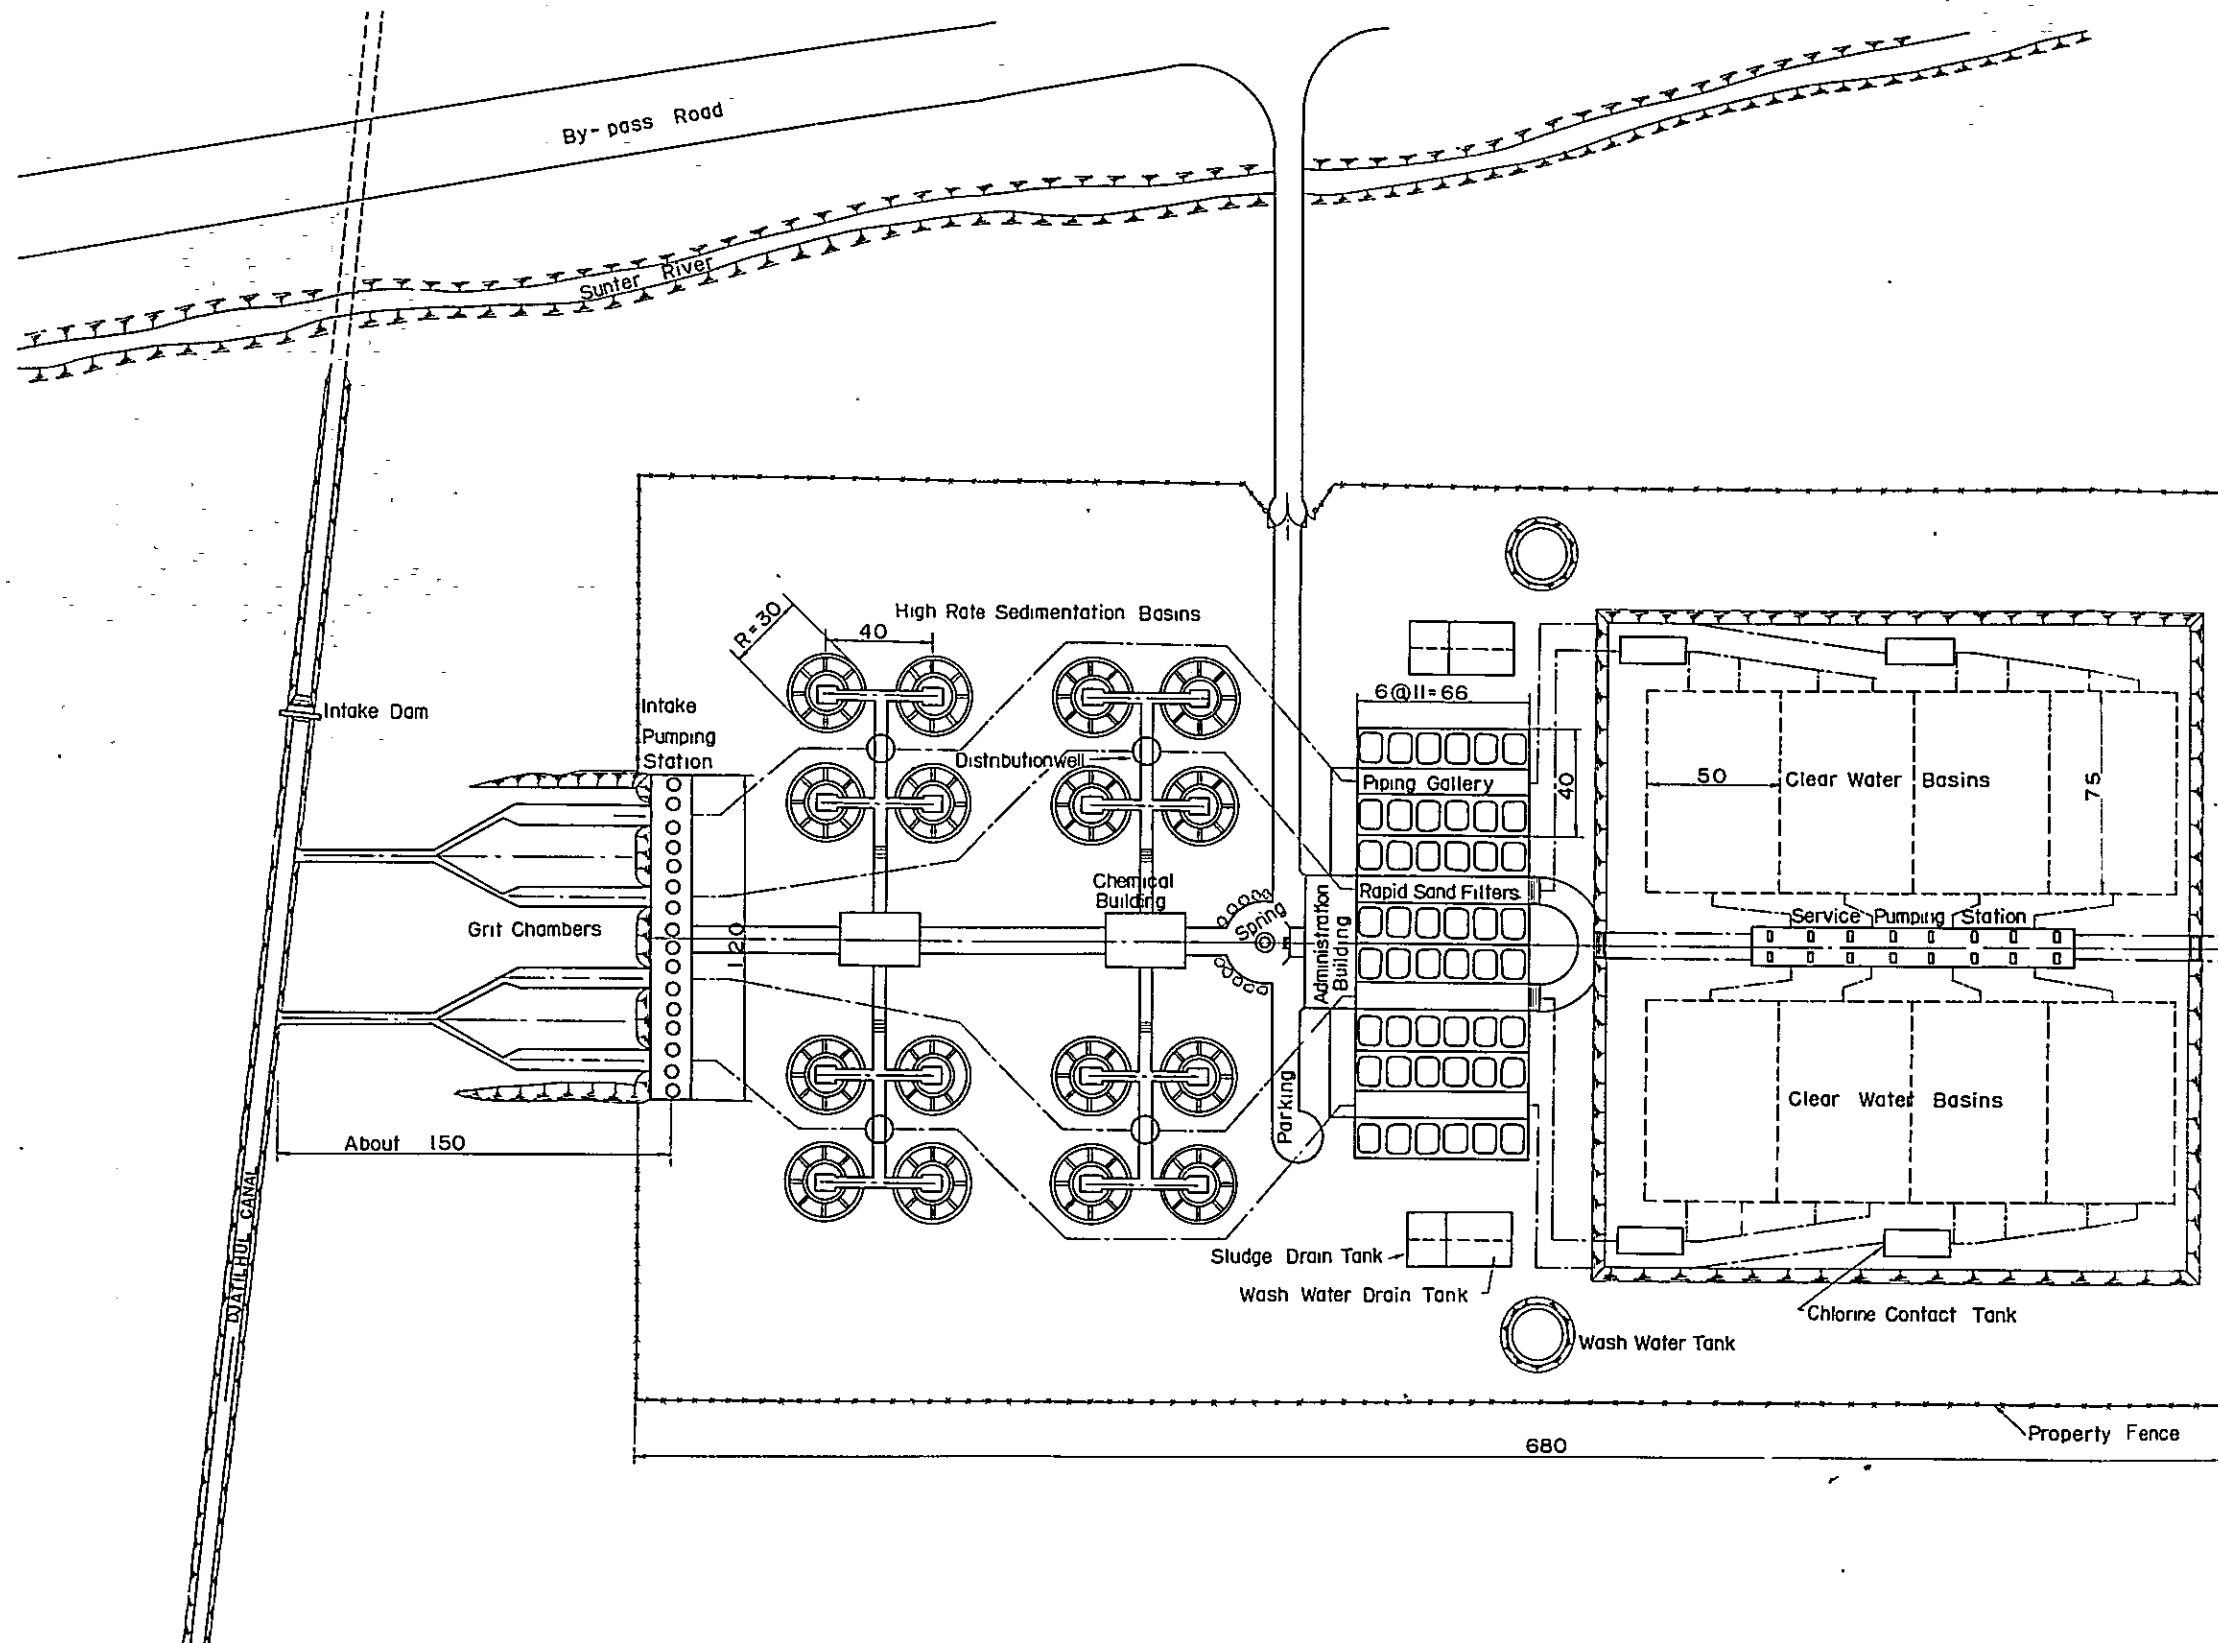 By-pass Road
Sunter River
High Rate Sedimentation Basins
R=30
40
6@11=66
Intake
Pumping
Station
Intake Dam
Distributionwell
Piping Gallery
40
50
Clear Water Basins
75
Chemical
Building
Rapid Sand Filters
Spring
Administration
Building
Service Pumping Station
Grit Chambers
120
Parking
Clear Water Basins
About 150
DJATILHUL CANAL
Sludge Drain Tank
Wash Water Drain Tank
Chlorine Contact Tank
Wash Water Tank
Property Fence
680